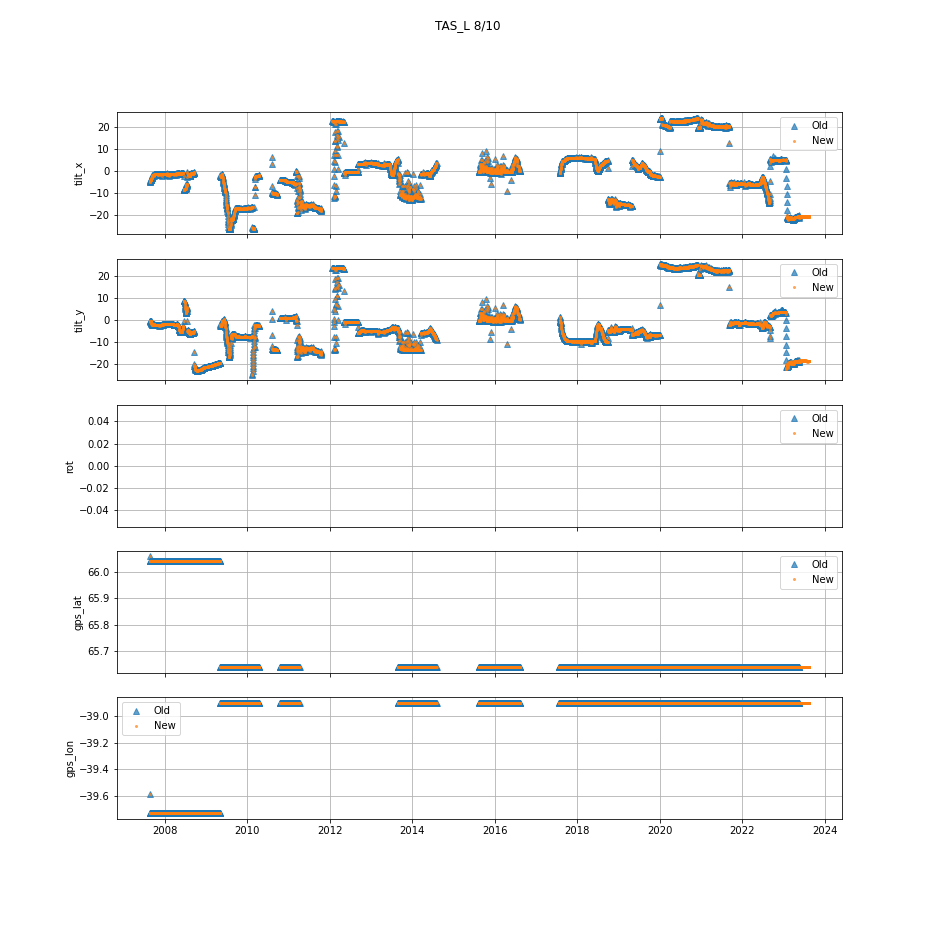 TAS_L 8/10
20
10
0
−10
−20
tilt_x
Old
New
20
10
0
−10
−20
tilt_y
Old
New
0.04
0.02
0.00
−0.02
−0.04
rot
Old
New
66.0
65.9
65.8
65.7
gps_lat
Old
New
−39.0
−39.2
−39.4
−39.6
gps_lon
Old
New
2008 2010 2012 2014 2016 2018 2020 2022 2024